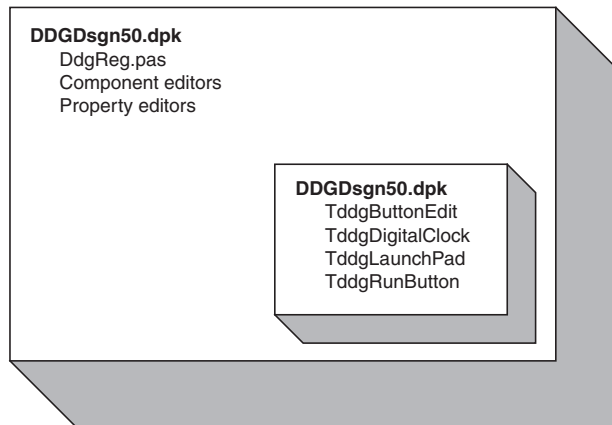 DDGDsgn50.dpk
DdgReg.pas
Component editors
Property editors
DDGDsgn50.dpk
TddgButtonEdit
TddgDigitalClock
TddgLaunchPad
TddgRunButton